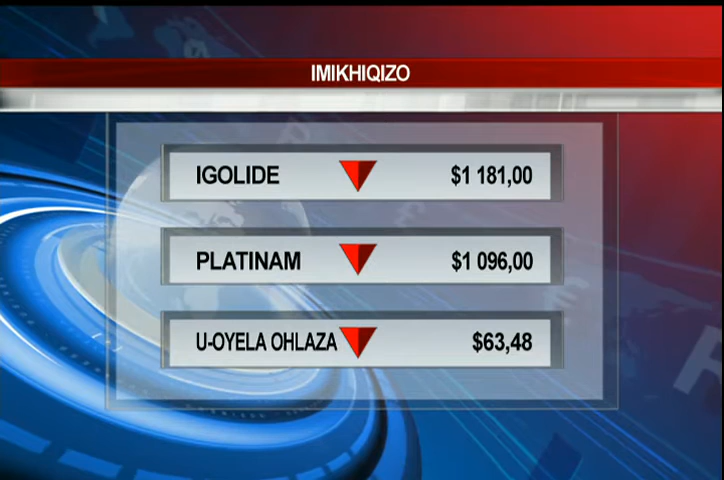 IMIKHIQIZO
IGOLIDE $1 181,00
PLATINAM $1 096,00
U-OYELA OHLAZA $63,48